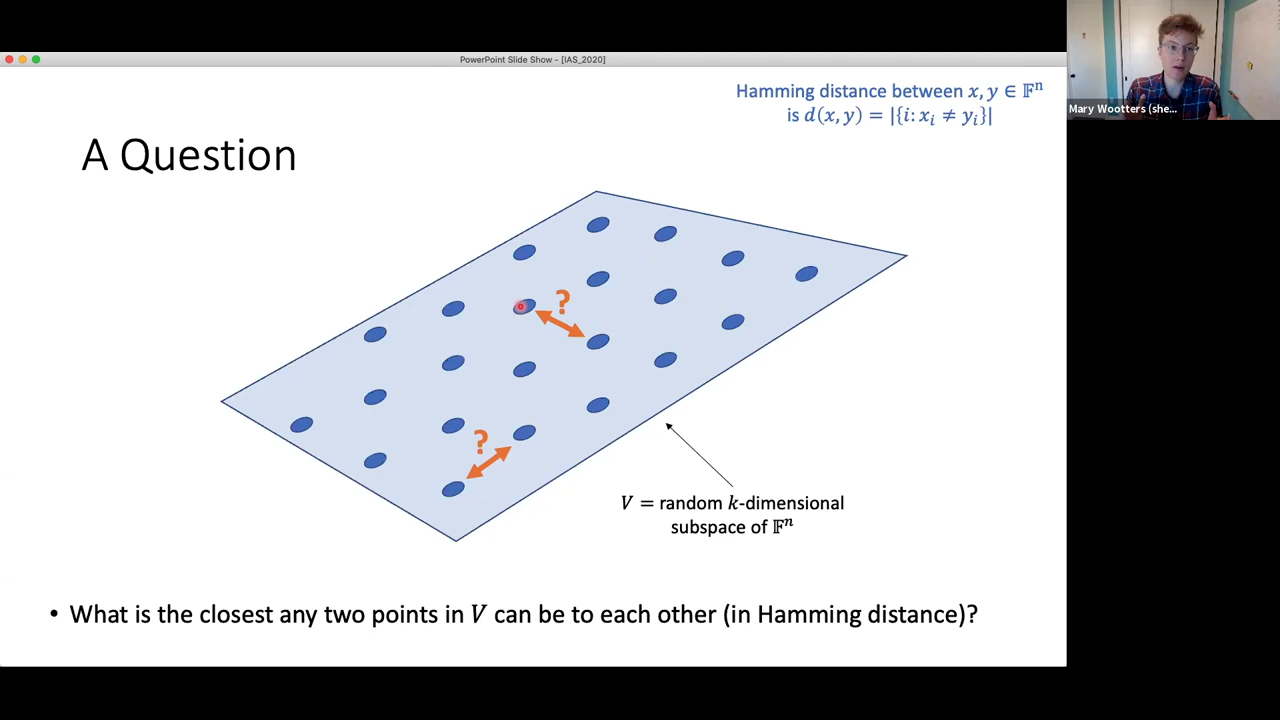 PowerPoint Slide Show - [IAS_2020]
Mary Wootters (she...
Hamming distance between x, y ∈ 𝔽ⁿ
is d(x, y) = |{i: xᵢ ≠ yᵢ}|
A Question
?
?
V = random k-dimensional
subspace of 𝔽ⁿ
• What is the closest any two points in V can be to each other (in Hamming distance)?